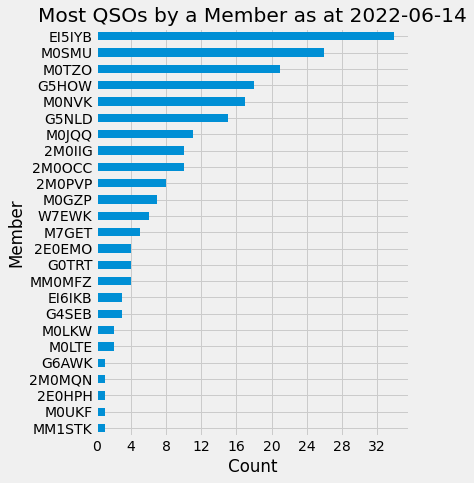 Most QSOs by a Member as at 2022-06-14
EI5IYB
M0SMU
M0TZO
G5HOW
M0NVK
G5NLD
M0JQQ
2M0IIG
2M0OCC
2M0PVP
M0GZP
W7EWK
M7GET
2E0EMO
G0TRT
MM0MFZ
EI6IKB
G4SEB
M0LKW
M0LTE
G6AWK
2M0MQN
2E0HPH
M0UKF
MM1STK
Member
0 4 8 12 16 20 24 28 32
Count